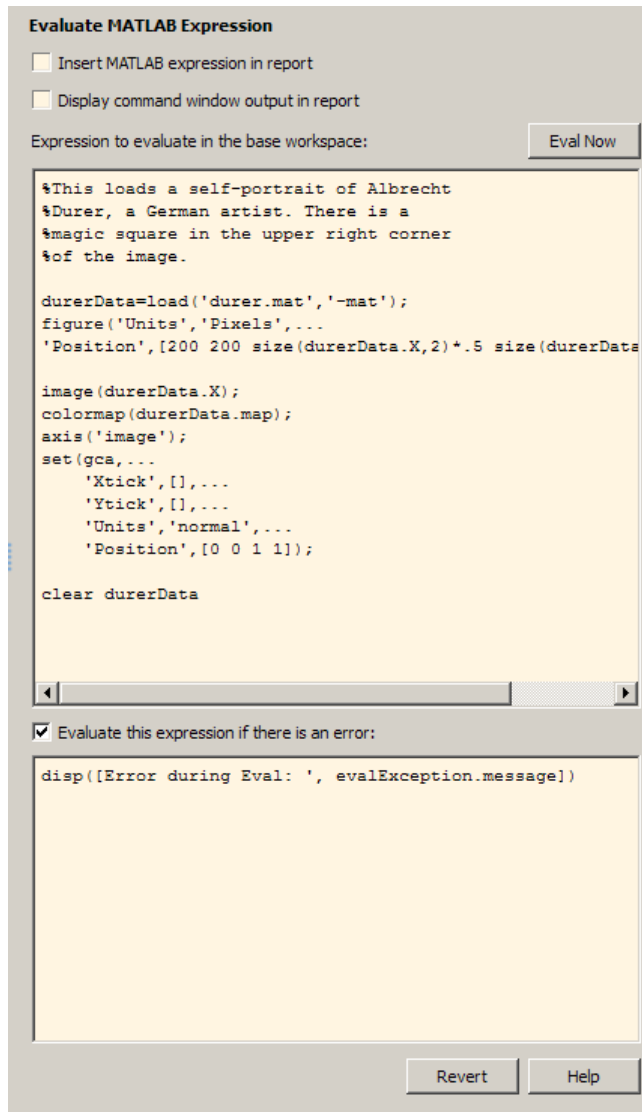 Evaluate MATLAB Expression
Insert MATLAB expression in report
Display command window output in report
Expression to evaluate in the base workspace:
Eval Now
%This loads a self-portrait of Albrecht
%Durer, a German artist. There is a
%magic square in the upper right corner
%of the image.
durerData=load('durer.mat','-mat');
figure('Units','Pixels',...
'Position',[200 200 size(durerData.X,2)*.5 size(durerData
image(durerData.X);
colormap(durerData.map);
axis('image');
set(gca,...
    'Xtick',[],...
    'Ytick',[],...
    'Units','normal',...
    'Position',[0 0 1 1]);
clear durerData
Evaluate this expression if there is an error:
disp([Error during Eval: ', evalException.message])
Revert
Help